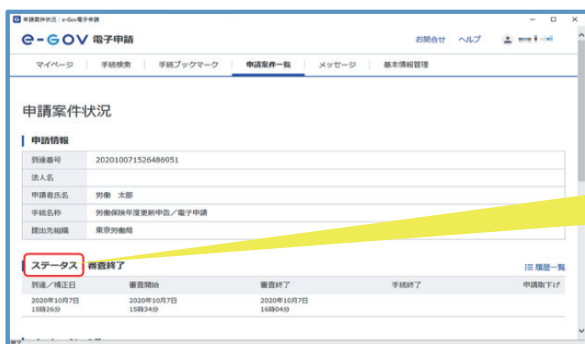 申請案件状況｜e-Gov電子申請
e-GOV 電子申請
お問合せ ヘルプ
マイページ 手続検索 手続ブックマーク 申請案件一覧 メッセージ 基本情報管理
申請案件状況
申請情報
到達番号 202010071526486951
法人名
申請者氏名 労働 太郎
手続名称 労働保険年度更新申告／電子申請
提出先組織 東京労働局
ステータス 審査終了
履歴一覧
到達／補正日 審査開始 審査終了 手続終了 申請取下げ
2020年10月7日 2020年10月7日 2020年10月7日
15時26分 15時34分 16時04分